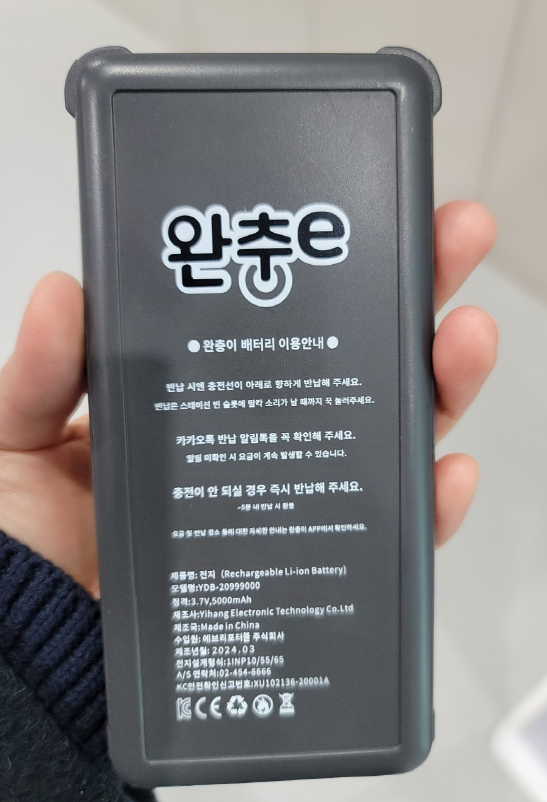 완충e
● 완충이 배터리 이용안내 ●
반납 시엔 충전선이 아래로 향하게 반납해 주세요.
반납은 스테이션 빈 슬롯에 딸칵 소리가 날 때까지 꾹 눌러주세요.
카카오톡 반납 알림톡을 꼭 확인해 주세요.
알림 미확인 시 요금이 계속 발생할 수 있습니다.
충전이 안 되실 경우 즉시 반납해 주세요.
~5분 내 반납 시 환불
요금 및 반납 장소 등에 대한 자세한 안내는 완충이 APP에서 확인하세요.
제품명: 전지 (Rechargeable Li-ion Battery)
모델명:YDB-20999000
정격:3.7V,5000mAh
제조사:Yihang Electronic Technology Co.Ltd
제조국:Made in China
수입원: 에브리포터블 주식회사
제조년월: 2024.03
전지설계형식:1INP10/55/65
A/S 연락처:02-454-6666
KC안전확인신고번호:XU102136-20001A